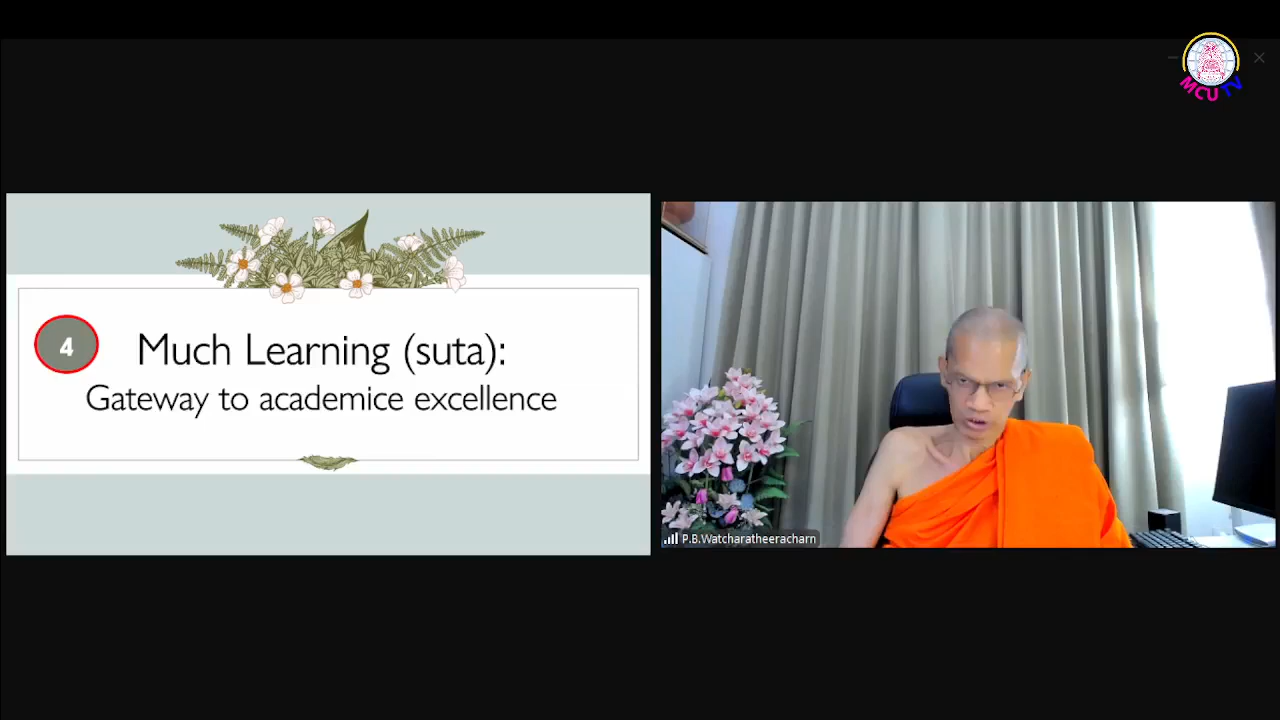 MCU TV
4
Much Learning (suta):
Gateway to academice excellence
P.B.Watcharatheeracharn